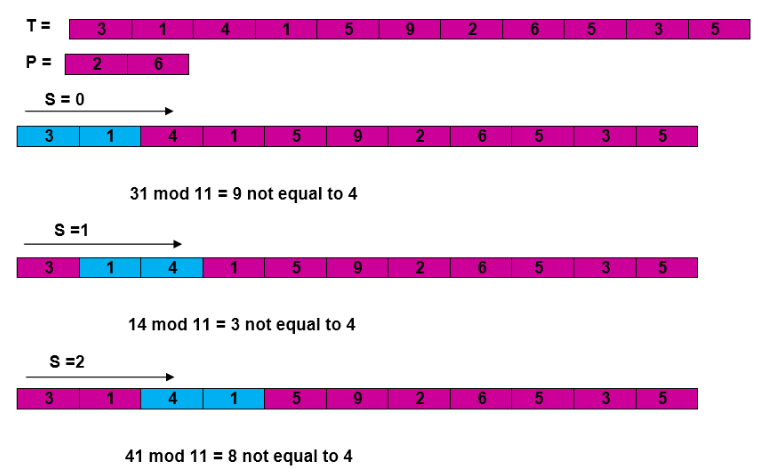 T = 3 1 4 1 5 9 2 6 5 3 5
P = 2 6
S = 0
3 1 4 1 5 9 2 6 5 3 5
31 mod 11 = 9 not equal to 4
S =1
3 1 4 1 5 9 2 6 5 3 5
14 mod 11 = 3 not equal to 4
S =2
3 1 4 1 5 9 2 6 5 3 5
41 mod 11 = 8 not equal to 4